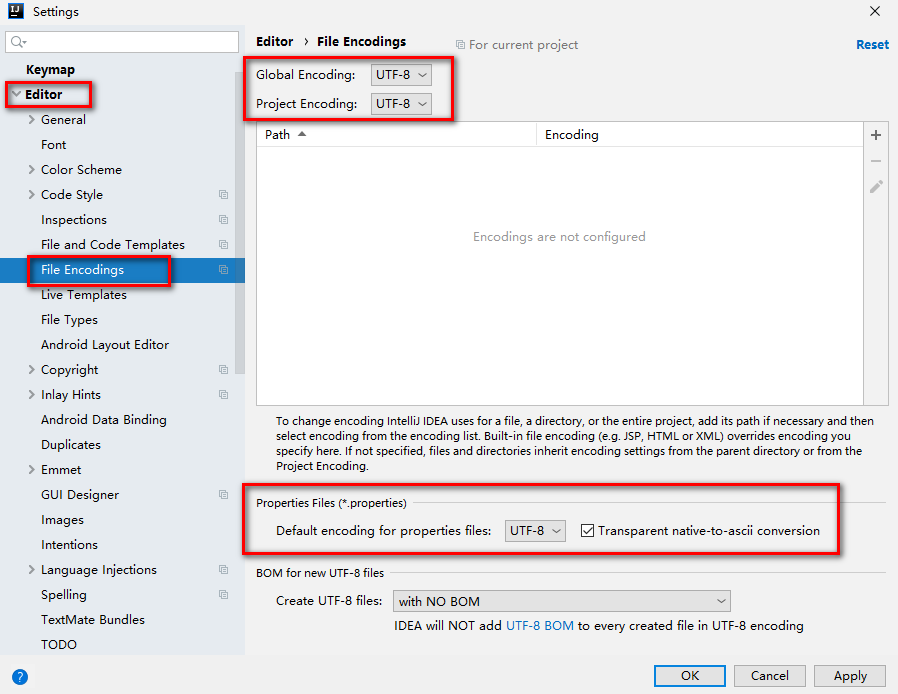 Settings
Keymap
Editor
General
Font
Color Scheme
Code Style
Inspections
File and Code Templates
File Encodings
Live Templates
File Types
Android Layout Editor
Copyright
Inlay Hints
Android Data Binding
Duplicates
Emmet
GUI Designer
Images
Intentions
Language Injections
Spelling
TextMate Bundles
TODO
Editor › File Encodings
For current project
Reset
Global Encoding: UTF-8
Project Encoding: UTF-8
Path Encoding
Encodings are not configured
To change encoding IntelliJ IDEA uses for a file, a directory, or the entire project, add its path if necessary and then
select encoding from the encoding list. Built-in file encoding (e.g. JSP, HTML or XML) overrides encoding you
specify here. If not specified, files and directories inherit encoding settings from the parent directory or from the
Project Encoding.
Properties Files (*.properties)
Default encoding for properties files: UTF-8 Transparent native-to-ascii conversion
BOM for new UTF-8 files
Create UTF-8 files: with NO BOM
IDEA will NOT add UTF-8 BOM to every created file in UTF-8 encoding
?
OK Cancel Apply